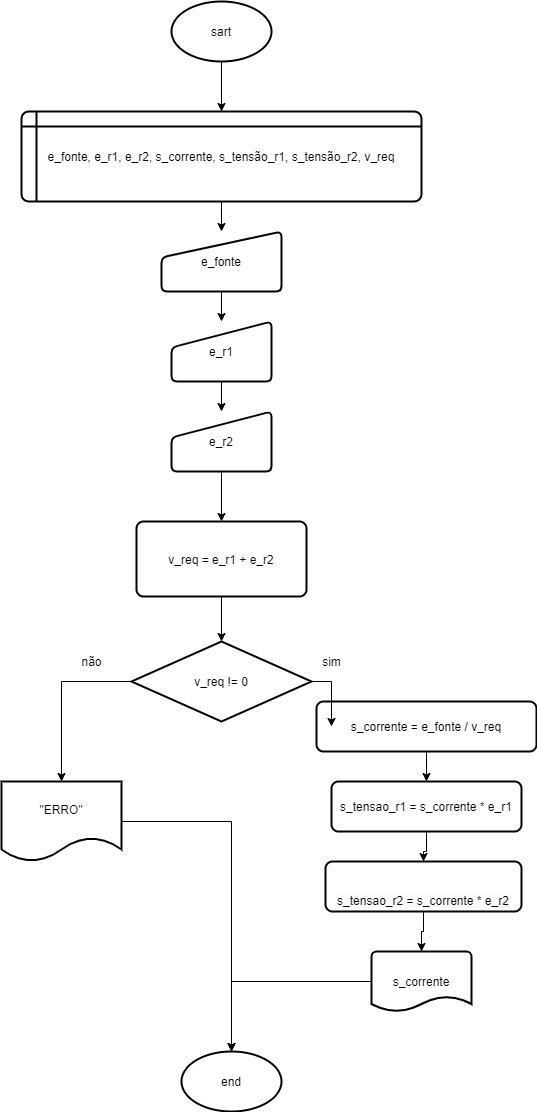 sart
e_fonte, e_r1, e_r2, s_corrente, s_tensão_r1, s_tensão_r2, v_req
e_fonte
e_r1
e_r2
v_req = e_r1 + e_r2
não
sim
v_req != 0
s_corrente = e_fonte / v_req
"ERRO"
s_tensao_r1 = s_corrente * e_r1
s_tensao_r2 = s_corrente * e_r2
s_corrente
end